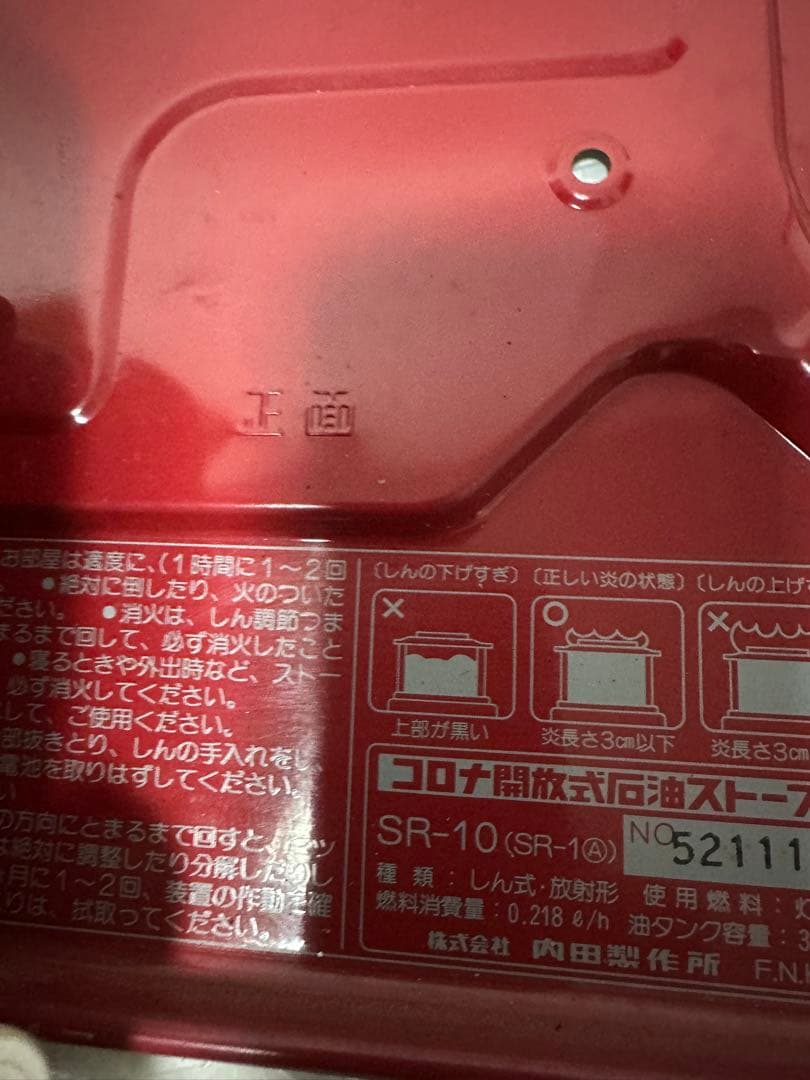 正面
お部屋は適度に、(1時間に1〜2回
●絶対に倒したり、火のついた
ださい。 ●消火は、しん調節つま
まるまで回して、必ず消火したこと
●寝るときや外出時など、ストー
必ず消火してください。
して、ご使用ください。
部抜きとり、しんの手入れをし、
電池を取りはずしてください。
い
の方向にとまるまで回すと、
は絶対に調整したり分解したりし
月に1〜2回、装置の作動を確
りは、拭取ってください。
〔しんの下げすぎ〕 〔正しい炎の状態〕 〔しんの上げす
× ○ ×
上部が黒い 炎長さ3cm以下 炎長さ3cm
コロナ開放式石油ストーブ
SR-10 (SR-1Ⓐ) NO 52111
種類:しん式・放射形 使用燃料:
燃料消費量:0.218ℓ/h 油タンク容量:3
株式会社 内田製作所 F.N.